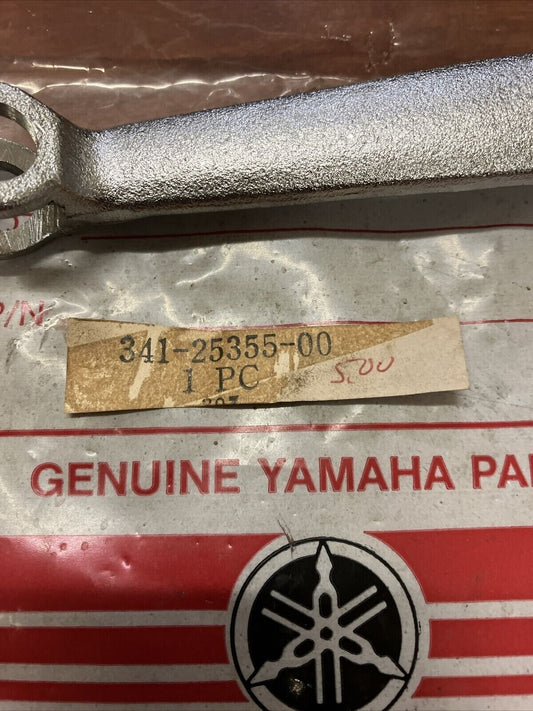 P/N
341-25355-00
1 PC
5.00
GENUINE YAMAHA PA